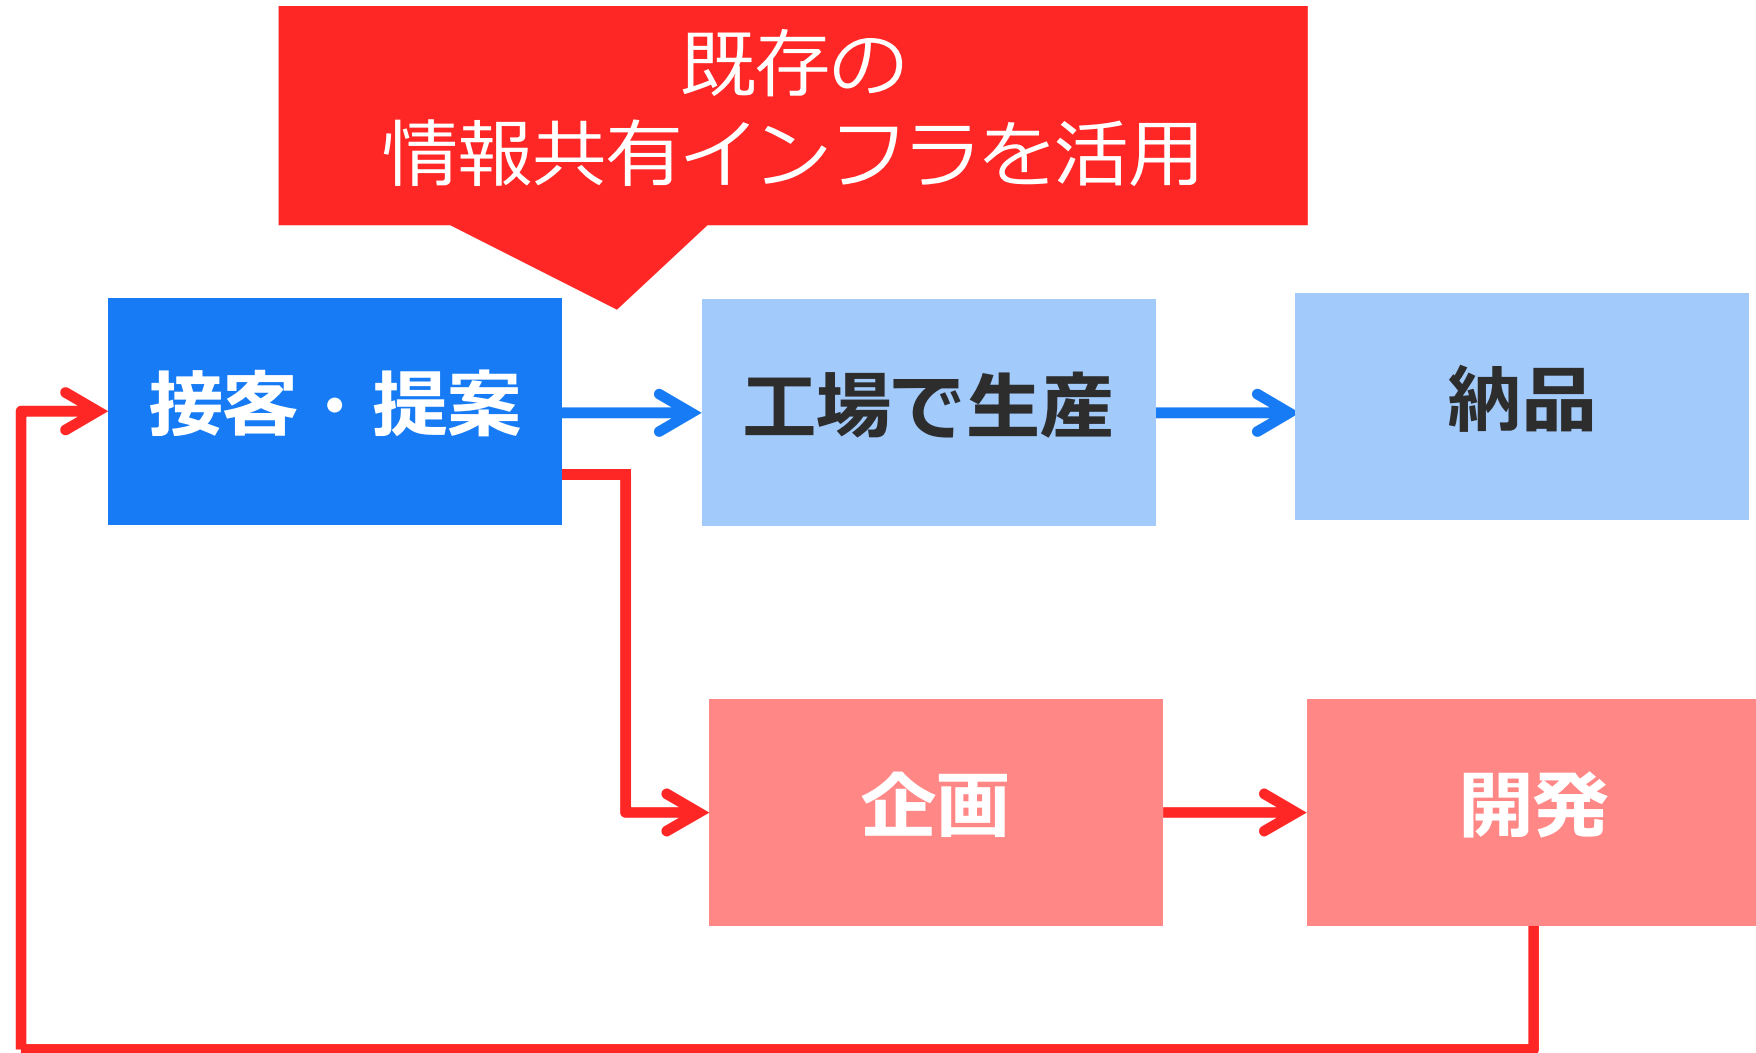 既存の
情報共有インフラを活用
接客・提案
工場で生産
納品
企画
開発